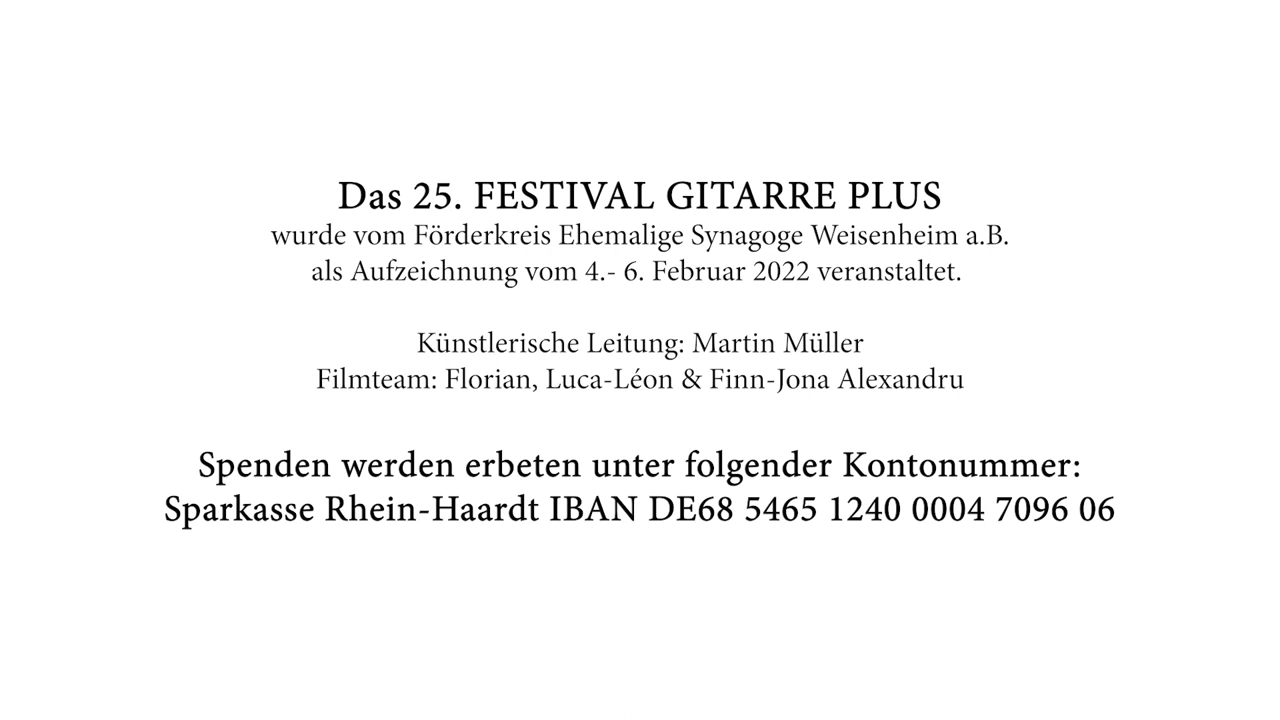 Das 25. FESTIVAL GITARRE PLUS
wurde vom Förderkreis Ehemalige Synagoge Weisenheim a.B.
als Aufzeichnung vom 4.- 6. Februar 2022 veranstaltet.
Künstlerische Leitung: Martin Müller
Filmteam: Florian, Luca-Léon & Finn-Jona Alexandru
Spenden werden erbeten unter folgender Kontonummer:
Sparkasse Rhein-Haardt IBAN DE68 5465 1240 0004 7096 06